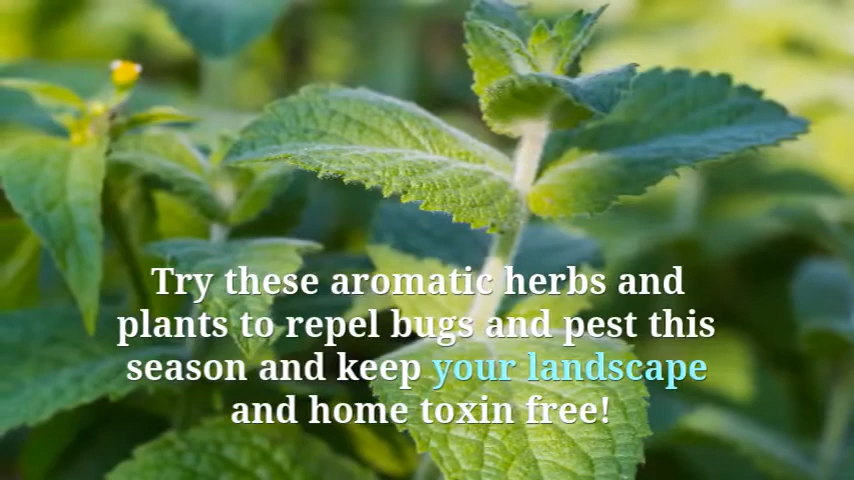 Try these aromatic herbs and
plants to repel bugs and pest this
season and keep your landscape
and home toxin free!